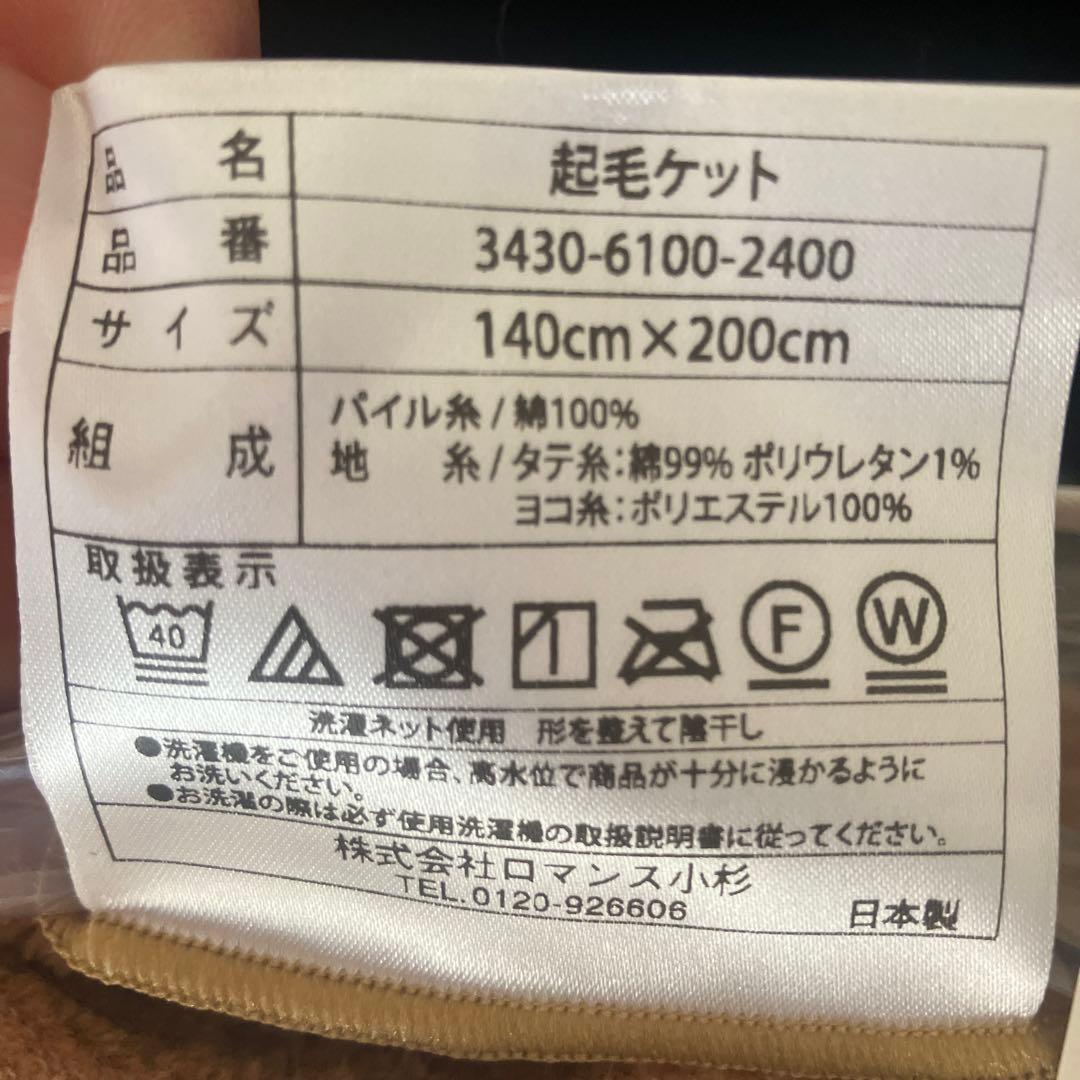 品名 起毛ケット
品番 3430-6100-2400
サイズ 140cm×200cm
組成 パイル糸/綿100%
地糸/タテ糸:綿99% ポリウレタン1%
ヨコ糸:ポリエステル100%
取扱表示
40 F W
洗濯ネット使用 形を整えて陰干し
●洗濯機をご使用の場合、高水位で商品が十分に浸かるように
お洗いください。
●お洗濯の際は必ず使用洗濯機の取扱説明書に従ってください。
株式会社ロマンス小杉
TEL.0120-926606
日本製